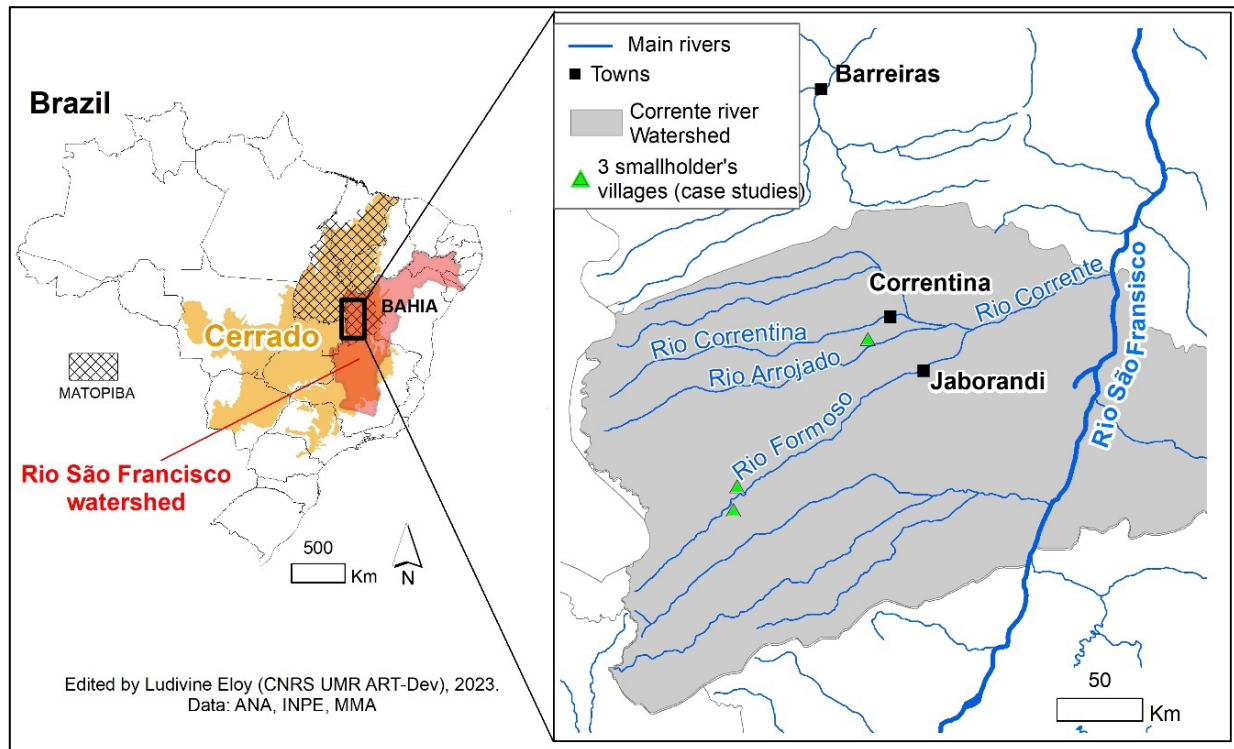 Brazil
BAHIA
Cerrado
MATOPIBA
Rio São Francisco
watershed
500
Km
N
Edited by Ludivine Eloy (CNRS UMR ART-Dev), 2023.
Data: ANA, INPE, MMA
Main rivers
Towns
Corrente river
Watershed
3 smallholder's
villages (case studies)
Barreiras
Correntina
Rio Corrente
Rio Correntina
Rio Arrojado
Jaborandi
Rio São Fransisco
Rio Formoso
50
Km